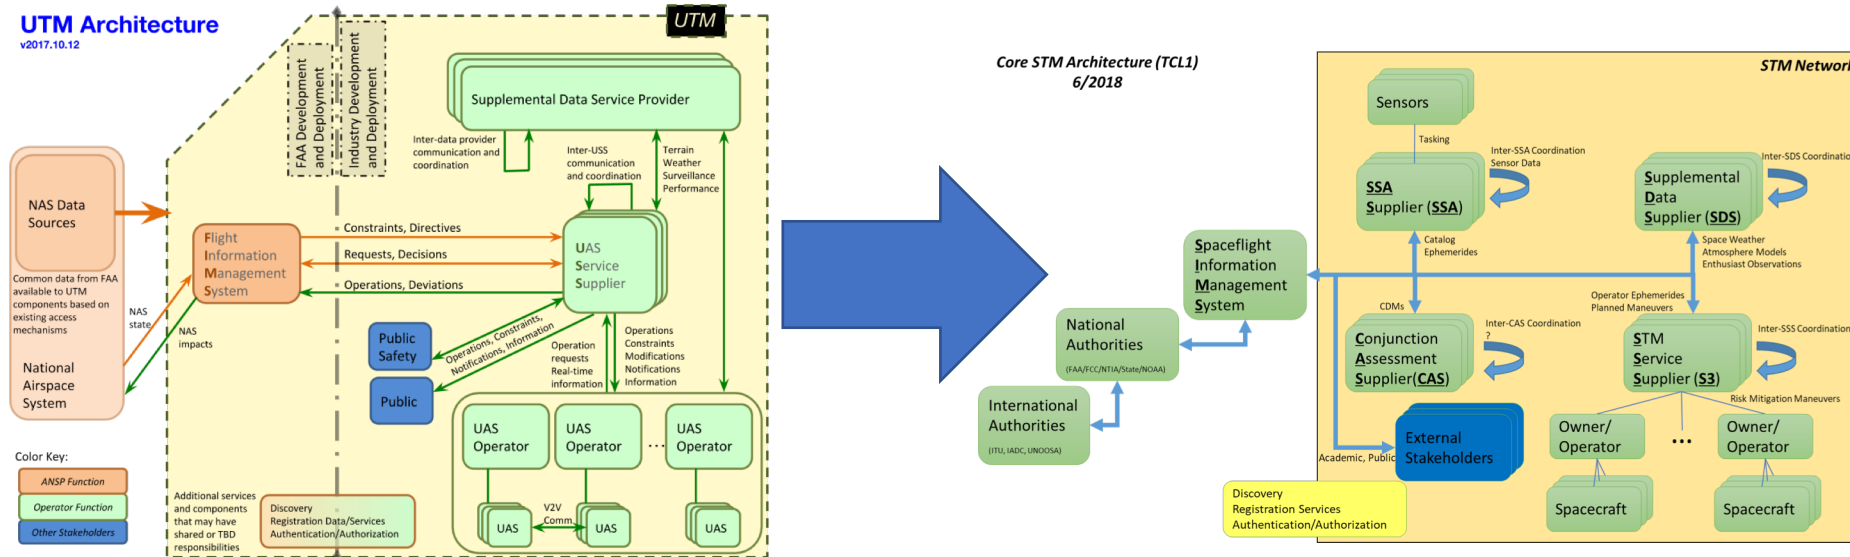 UTM Architecture
v2017.10.12
UTM
FAA Development
and Deployment
Industry Development
and Deployment
Supplemental Data Service Provider
Inter-data provider
communication and
coordination
Inter-USS
communication
and coordination
Terrain
Weather
Surveillance
Performance
NAS Data
Sources
Common data from FAA
available to UTM
components based on
existing access
mechanisms
National
Airspace
System
NAS
state
NAS
impacts
Flight
Information
Management
System
Constraints, Directives
Requests, Decisions
Operations, Deviations
UAS
Service
Supplier
Public
Safety
Public
Operations, Constraints,
Notifications, Information
Operation
requests
Real-time
information
Operations
Constraints
Modifications
Notifications
Information
UAS
Operator
UAS
Operator
...
UAS
Operator
UAS
V2V
Comm.
UAS
UAS
Color Key:
ANSP Function
Operator Function
Other Stakeholders
Additional services
and components
that may have
shared or TBD
responsibilities
Discovery
Registration Data/Services
Authentication/Authorization
Core STM Architecture (TCL1)
6/2018
STM Network
Sensors
Tasking
SSA
Supplier (SSA)
Inter-SSA Coordination
Sensor Data
Supplemental
Data
Supplier (SDS)
Inter-SDS Coordination
Catalog
Ephemerides
Space Weather
Atmosphere Models
Enthusiast Observations
Spaceflight
Information
Management
System
National
Authorities
(FAA/FCC/NTIA/State/NOAA)
International
Authorities
(ITU, IADC, UNOOSA)
CDMs
Conjunction
Assessment
Supplier(CAS)
Inter-CAS Coordination
?
Operator Ephemerides
Planned Maneuvers
STM
Service
Supplier (S3)
Inter-SSS Coordination
Risk Mitigation Maneuvers
Academic, Public
External
Stakeholders
Owner/
Operator
...
Owner/
Operator
Spacecraft
Spacecraft
Discovery
Registration Services
Authentication/Authorization